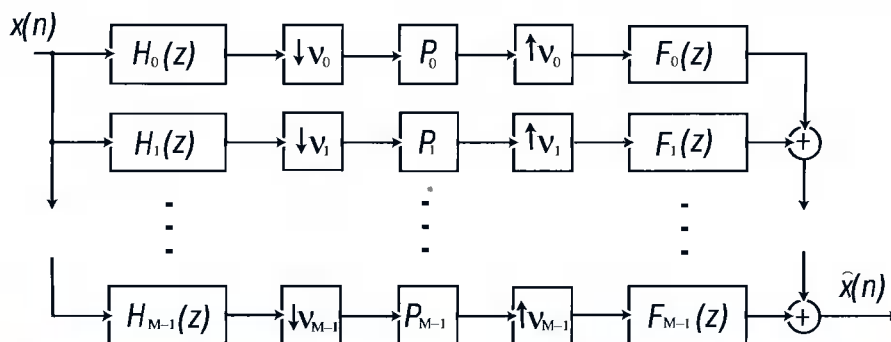 x(n)
H₀(z) ↓ν₀ P₀ ↑ν₀ F₀(z)
H₁(z) ↓ν₁ P₁ ↑ν₁ F₁(z) +
x̂(n)
H_{M-1}(z) ↓ν_{M-1} P_{M-1} ↑ν_{M-1} F_{M-1}(z) +